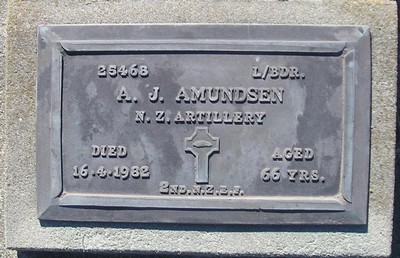 25468 L/BDR.
A. J. AMUNDSEN
N. Z. ARTILLERY
DIED AGED
16.4.1982 66 YRS.
2ND.N.Z.E.F.